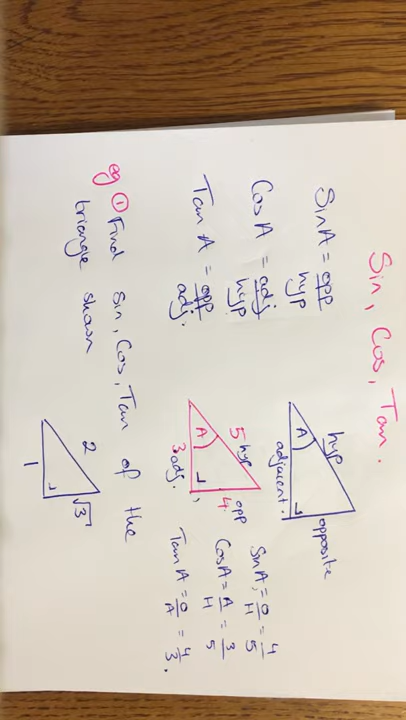 Sin, Cos, Tan.
Sin A = opp
hyp
hyp
A
adjacent.
opposite
Cos A = adj
hyp
Tan A = opp
adj.
5 hyp
A
3 adj.
opp
4
Sin A = O/H = 4/5
Cos A = A/H = 3/5
Tan A = O/A = 4/3.
eg ① Find Sin, Cos, Tan of the
triangle shown
2
√3
1